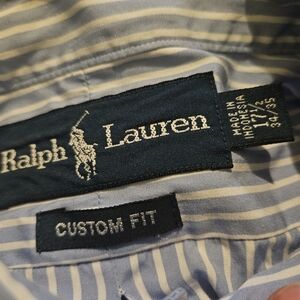 Ralph Lauren
MADE IN
INDONESIA
17½
34/35
CUSTOM FIT